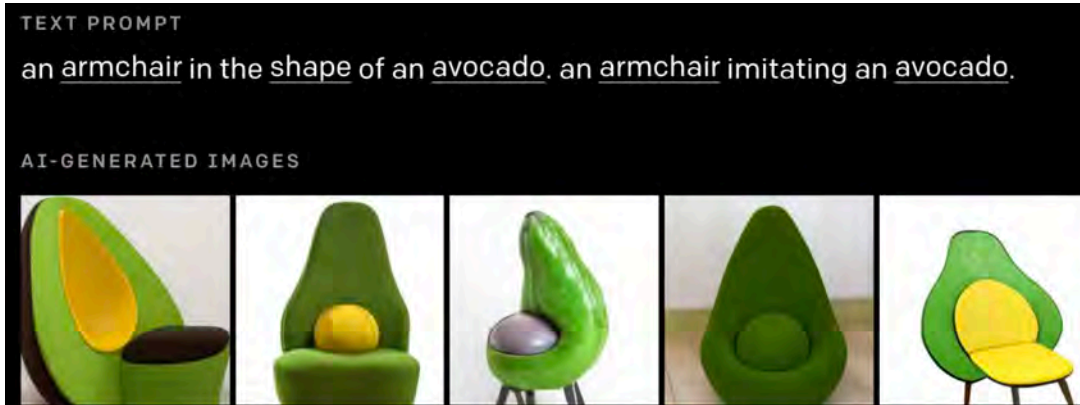 TEXT PROMPT
an armchair in the shape of an avocado. an armchair imitating an avocado.
AI-GENERATED IMAGES